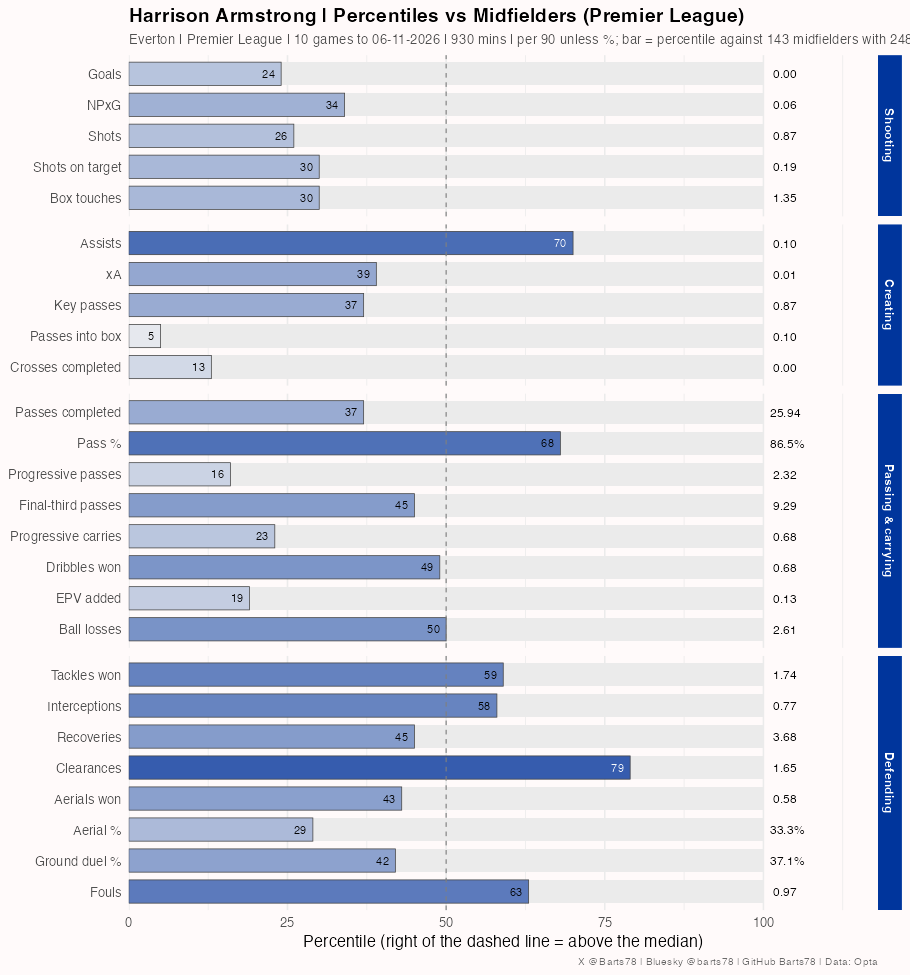 Harrison Armstrong | Percentiles vs Midfielders (Premier League)
Everton | Premier League | 10 games to 06-11-2026 | 930 mins | per 90 unless %; bar = percentile against 143 midfielders with 248
Goals 24 0.00
NPxG 34 0.06
Shots 26 0.87
Shots on target 30 0.19
Box touches 30 1.35
Shooting
Assists 70 0.10
xA 39 0.01
Key passes 37 0.87
Passes into box 5 0.10
Crosses completed 13 0.00
Creating
Passes completed 37 25.94
Pass % 68 86.5%
Progressive passes 16 2.32
Final-third passes 45 9.29
Progressive carries 23 0.68
Dribbles won 49 0.68
EPV added 19 0.13
Ball losses 50 2.61
Passing & carrying
Tackles won 59 1.74
Interceptions 58 0.77
Recoveries 45 3.68
Clearances 79 1.65
Aerials won 43 0.58
Aerial % 29 33.3%
Ground duel % 42 37.1%
Fouls 63 0.97
Defending
0 25 50 75 100
Percentile (right of the dashed line = above the median)
X @Barts78 | Bluesky @barts78 | GitHub Barts78 | Data: Opta